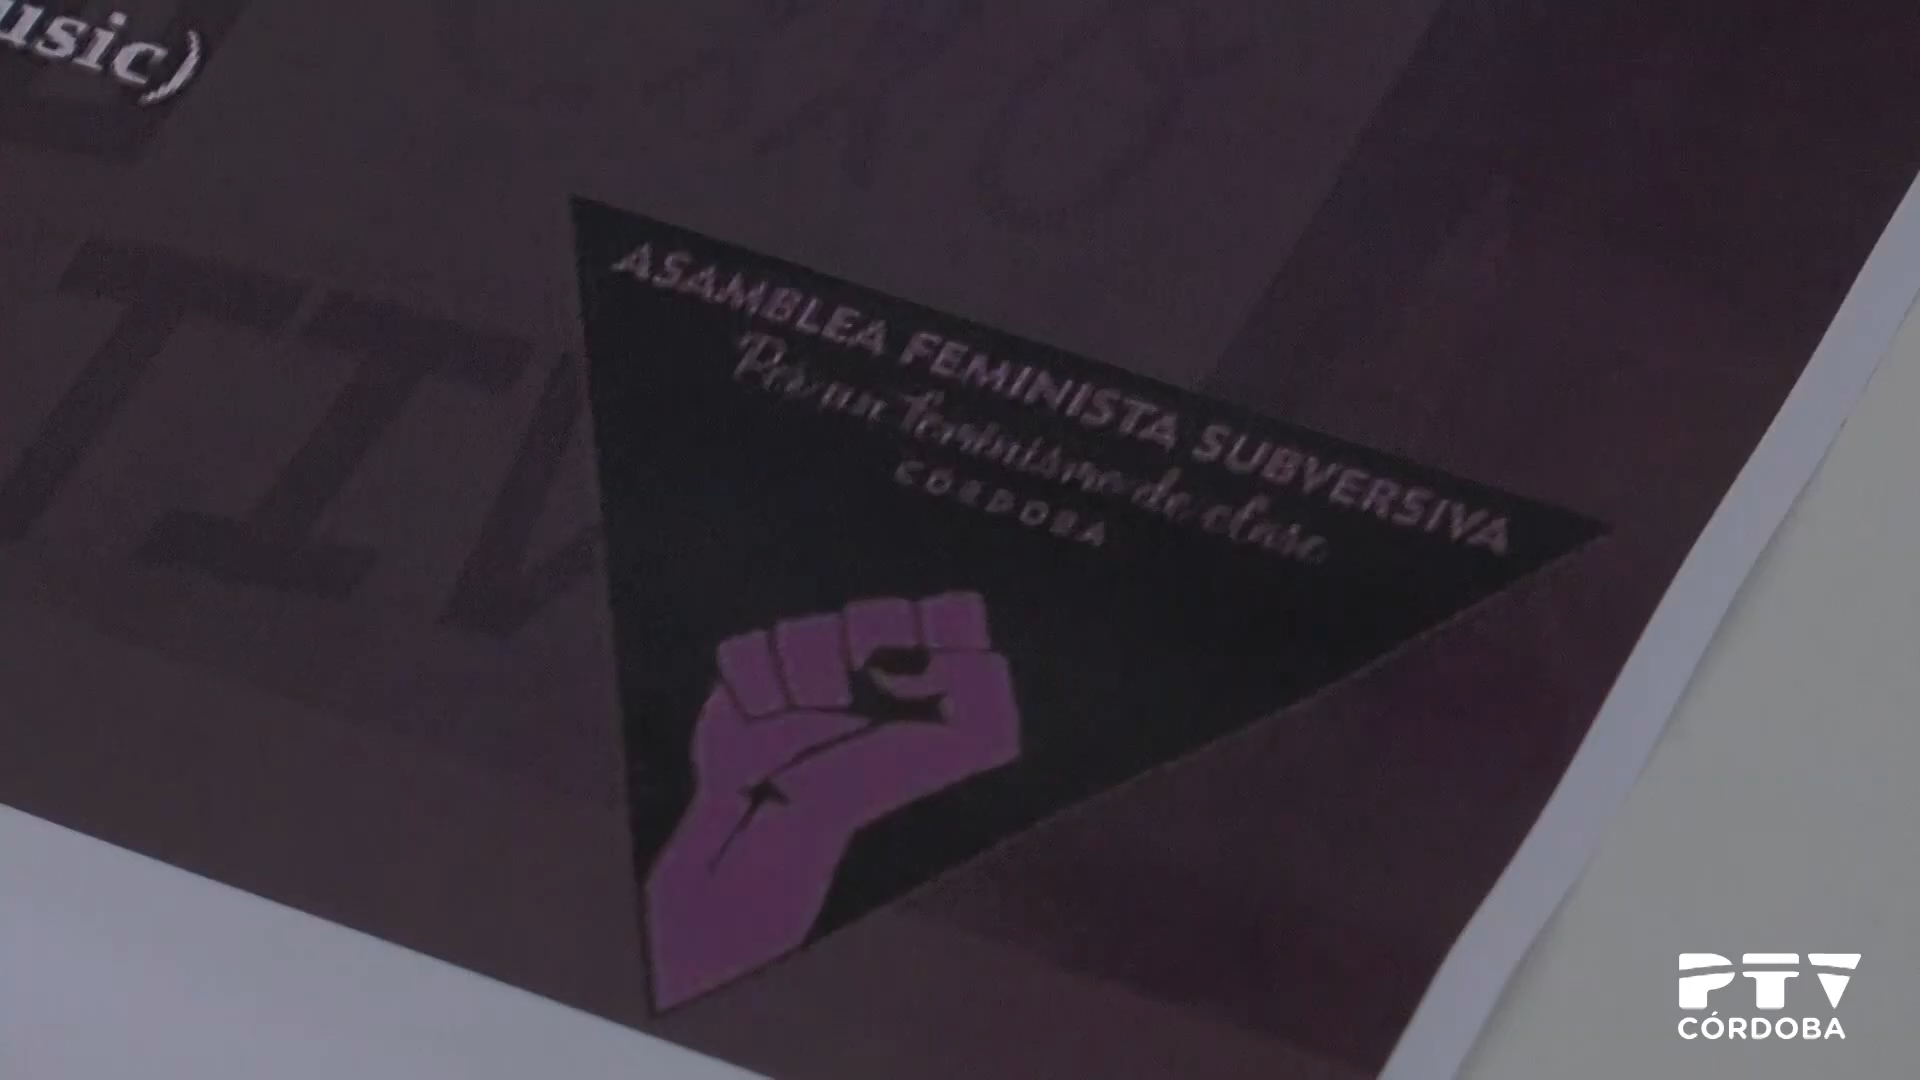 usic)
ASAMBLEA FEMINISTA SUBVERSIVA
Por un feminismo de clase
CÓRDOBA
PTV
CÓRDOBA